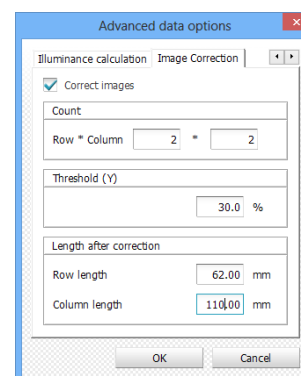 Advanced data options
Illuminance calculation Image Correction
Correct images
Count
Row * Column 2 * 2
Threshold (Y)
30.0 %
Length after correction
Row length 62.00 mm
Column length 110.00 mm
OK Cancel